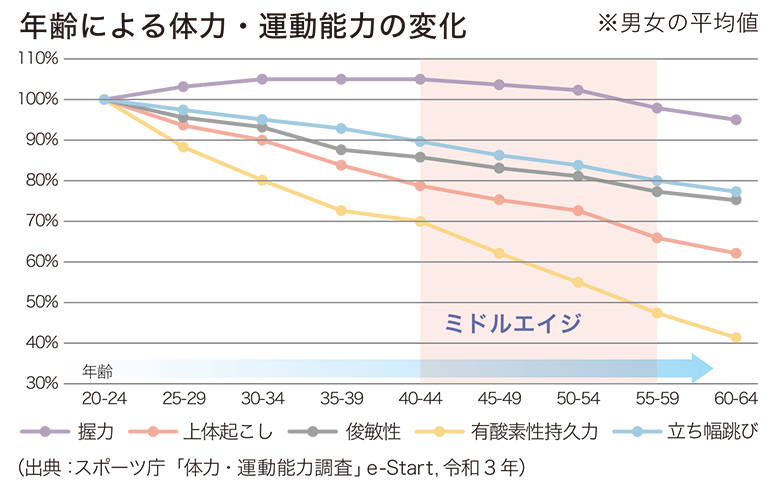 年齢による体力・運動能力の変化
※男女の平均値
110%
100%
90%
80%
70%
60%
50%
40%
30%
ミドルエイジ
年齢
20-24 25-29 30-34 35-39 40-44 45-49 50-54 55-59 60-64
握力 上体起こし 俊敏性 有酸素性持久力 立ち幅跳び
(出典:スポーツ庁「体力・運動能力調査」e-Start, 令和3年)